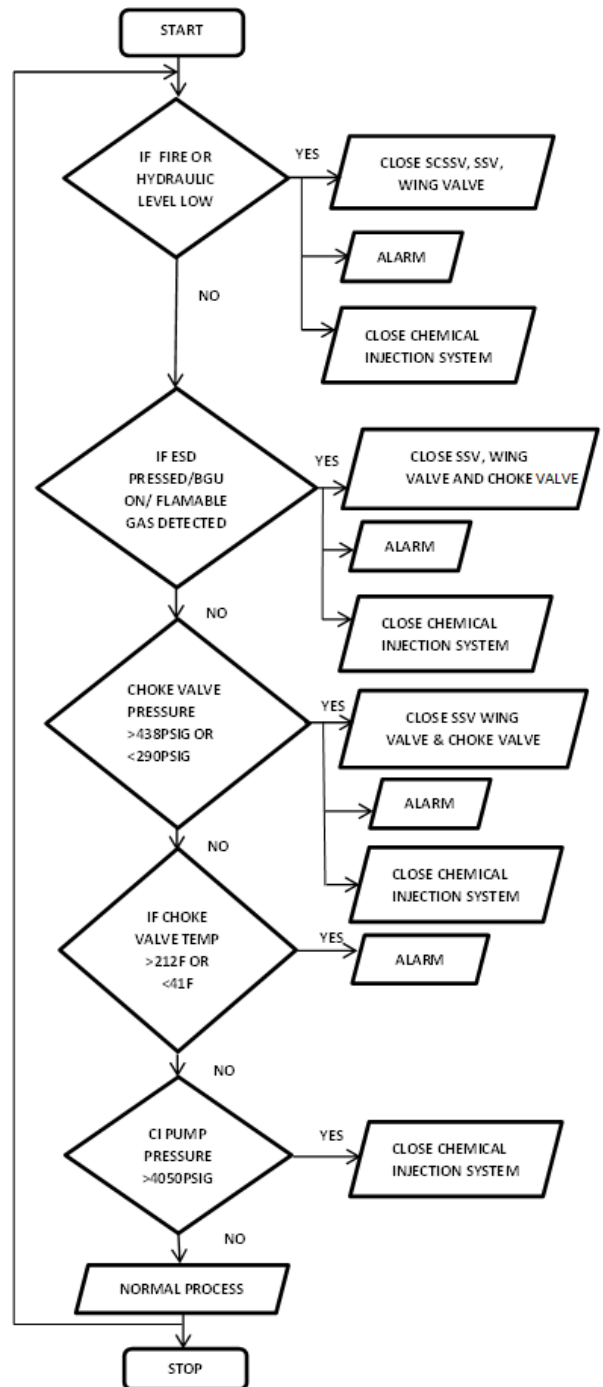 START
IF FIRE OR
HYDRAULIC
LEVEL LOW
YES
CLOSE SCSSV, SSV,
WING VALVE
ALARM
CLOSE CHEMICAL
INJECTION SYSTEM
NO
IF ESD
PRESSED/BGU
ON/ FLAMABLE
GAS DETECTED
YES
CLOSE SSV, WING
VALVE AND CHOKE VALVE
ALARM
CLOSE CHEMICAL
INJECTION SYSTEM
NO
CHOKE VALVE
PRESSURE
>438PSIG OR
<290PSIG
YES
CLOSE SSV WING
VALVE & CHOKE VALVE
ALARM
CLOSE CHEMICAL
INJECTION SYSTEM
NO
IF CHOKE
VALVE TEMP
>212F OR
<41F
YES
ALARM
NO
CI PUMP
PRESSURE
>4050PSIG
YES
CLOSE CHEMICAL
INJECTION SYSTEM
NO
NORMAL PROCESS
STOP